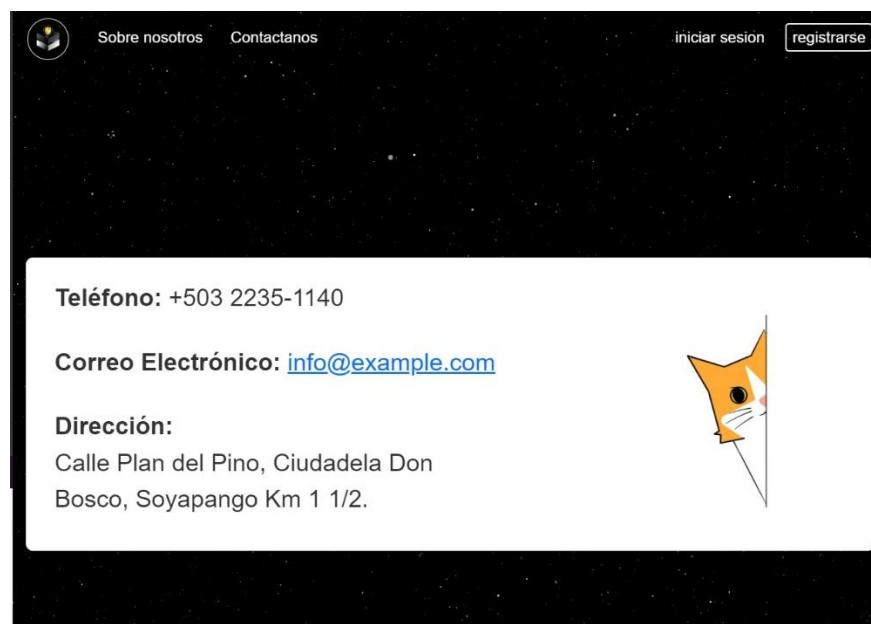 Sobre nosotros Contactanos iniciar sesion registrarse
Teléfono: +503 2235-1140
Correo Electrónico: info@example.com
Dirección:
Calle Plan del Pino, Ciudadela Don
Bosco, Soyapango Km 1 1/2.